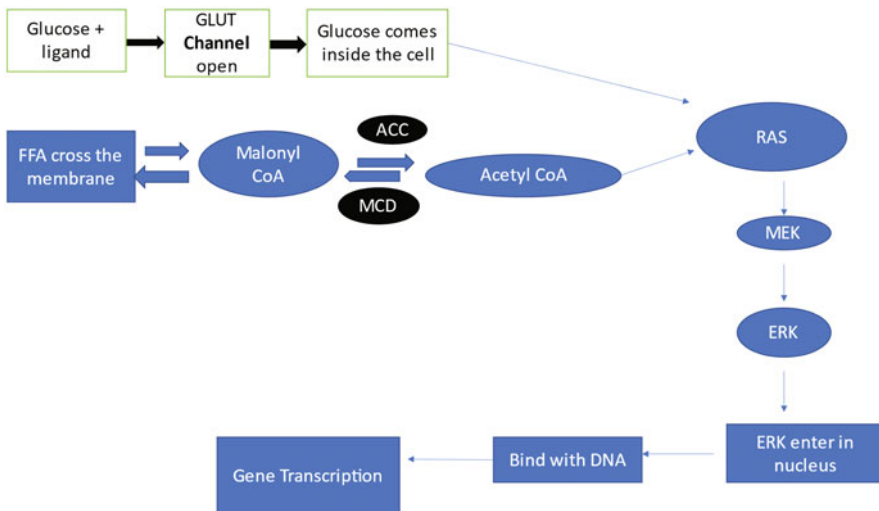 Glucose +
ligand
GLUT
Channel
open
Glucose comes
inside the cell
FFA cross the
membrane
Malonyl
CoA
ACC
MCD
Acetyl CoA
RAS
MEK
ERK
ERK enter in
nucleus
Bind with DNA
Gene Transcription